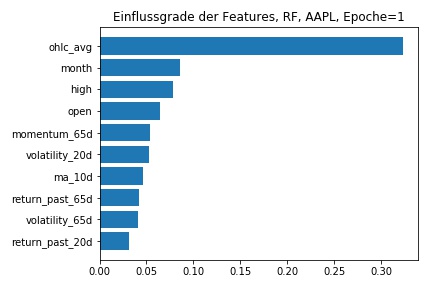 Einflussgrade der Features, RF, AAPL, Epoche=1
ohlc_avg
month
high
open
momentum_65d
volatility_20d
ma_10d
return_past_65d
volatility_65d
return_past_20d
0.00 0.05 0.10 0.15 0.20 0.25 0.30